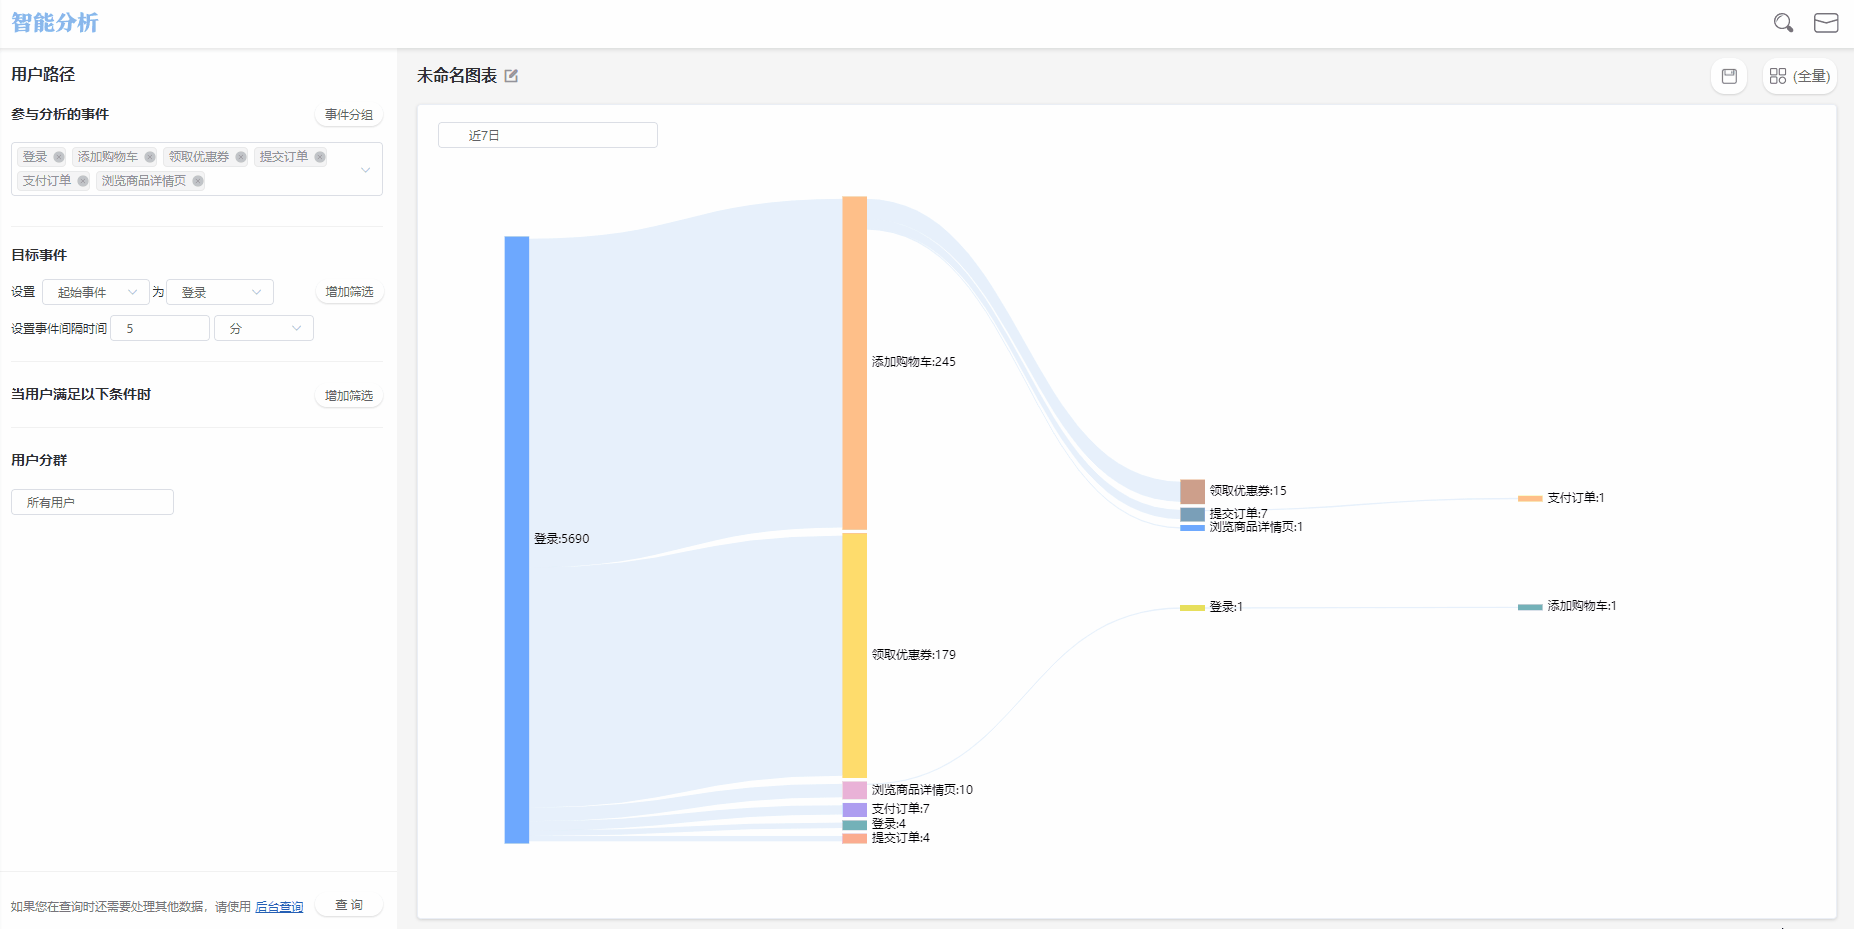 智能分析
用户路径
参与分析的事件
事件分组
登录
添加购物车
领取优惠券
提交订单
支付订单
浏览商品详情页
目标事件
设置
起始事件
为
登录
增加筛选
设置事件间隔时间
5
分
当用户满足以下条件时
增加筛选
用户分群
所有用户
如果您在查询时还需要处理其他数据，请使用 后台查询
查 询
未命名图表
(全量)
近7日
登录:5690
添加购物车:245
领取优惠券:179
浏览商品详情页:10
支付订单:7
登录:4
提交订单:4
领取优惠券:15
提交订单:7
浏览商品详情页:1
登录:1
支付订单:1
添加购物车:1